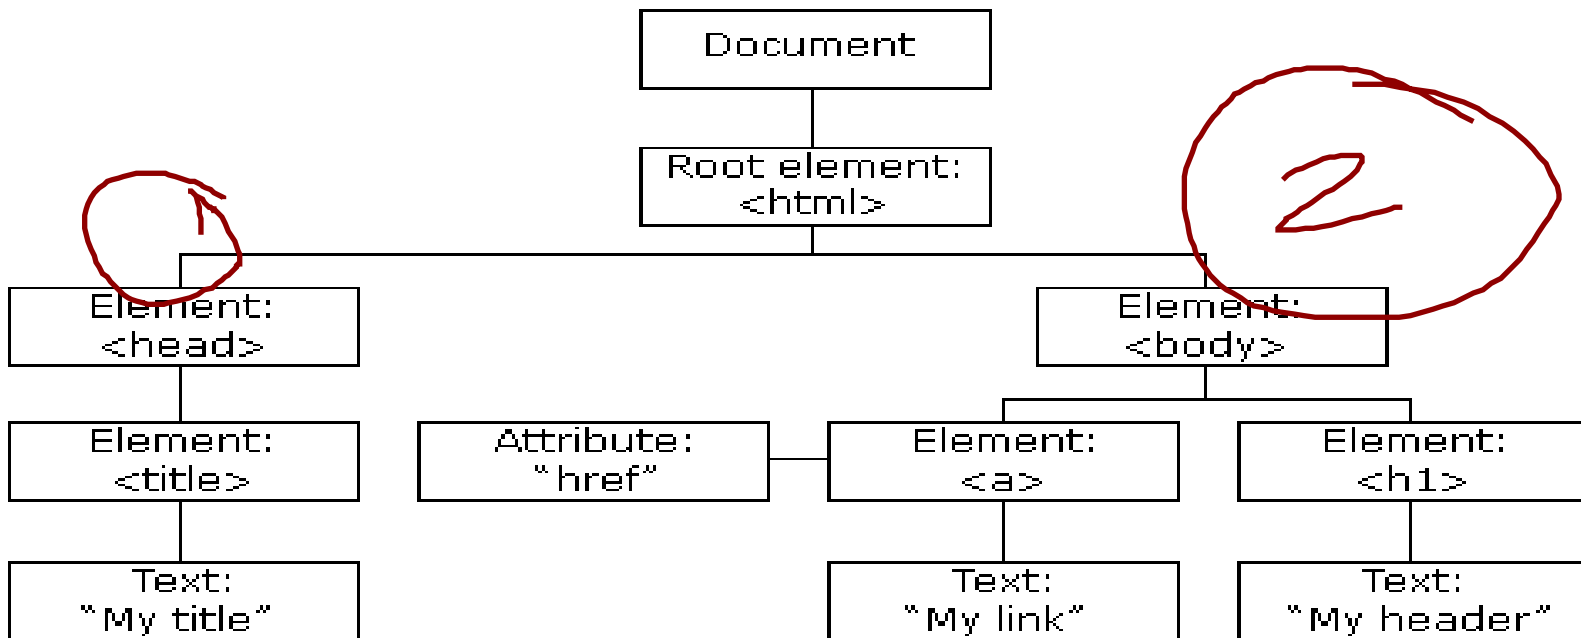 Document
Root element:
<html>
1
2
Element:
<head>
Element:
<body>
Element:
<title>
Attribute:
“href”
Element:
<a>
Element:
<h1>
Text:
“My title”
Text:
“My link”
Text:
“My header”